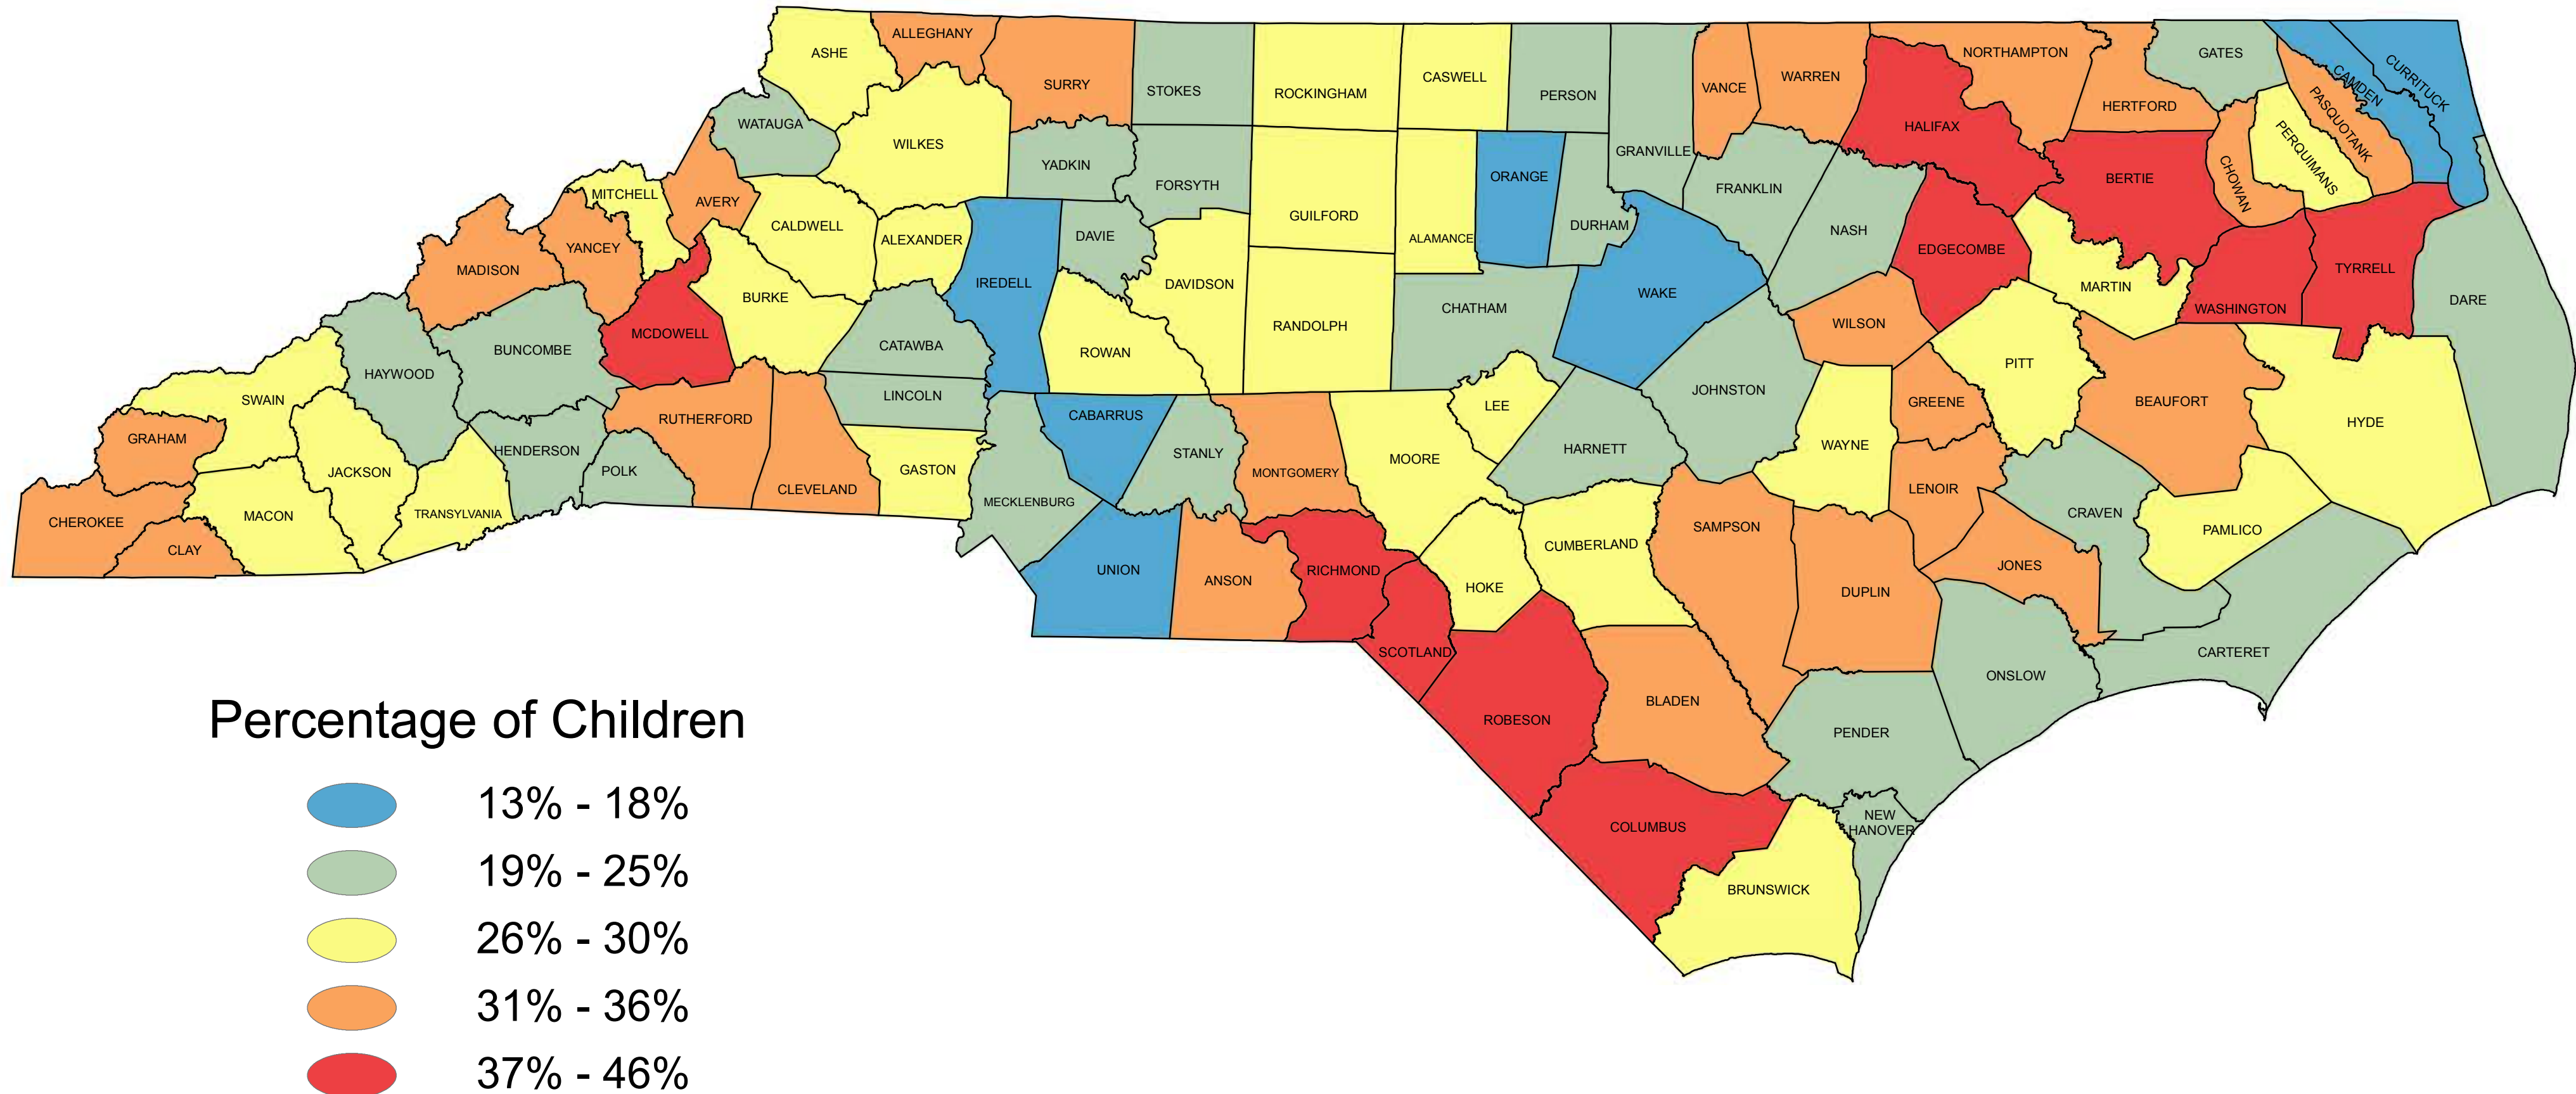 ASHE
ALLEGHANY
SURRY
STOKES
ROCKINGHAM
CASWELL
PERSON
GRANVILLE
VANCE
WARREN
NORTHAMPTON
HERTFORD
GATES
CAMDEN
CURRITUCK
PASQUOTANK
PERQUIMANS
CHOWAN
HALIFAX
BERTIE
WATAUGA
WILKES
YADKIN
FORSYTH
GUILFORD
ALAMANCE
ORANGE
DURHAM
FRANKLIN
NASH
EDGECOMBE
MARTIN
WASHINGTON
TYRRELL
DARE
MITCHELL
AVERY
CALDWELL
ALEXANDER
IREDELL
DAVIE
DAVIDSON
RANDOLPH
CHATHAM
WAKE
WILSON
PITT
BEAUFORT
HYDE
MADISON
YANCEY
MCDOWELL
BURKE
CATAWBA
ROWAN
LEE
JOHNSTON
WAYNE
GREENE
HAYWOOD
BUNCOMBE
RUTHERFORD
LINCOLN
CABARRUS
STANLY
MONTGOMERY
MOORE
HARNETT
LENOIR
CRAVEN
PAMLICO
SWAIN
GRAHAM
JACKSON
HENDERSON
POLK
CLEVELAND
GASTON
MECKLENBURG
CHEROKEE
CLAY
MACON
TRANSYLVANIA
UNION
ANSON
RICHMOND
SCOTLAND
HOKE
CUMBERLAND
SAMPSON
DUPLIN
JONES
ONSLOW
CARTERET
ROBESON
BLADEN
PENDER
COLUMBUS
NEW
HANOVER
BRUNSWICK
Percentage of Children
13% - 18%
19% - 25%
26% - 30%
31% - 36%
37% - 46%